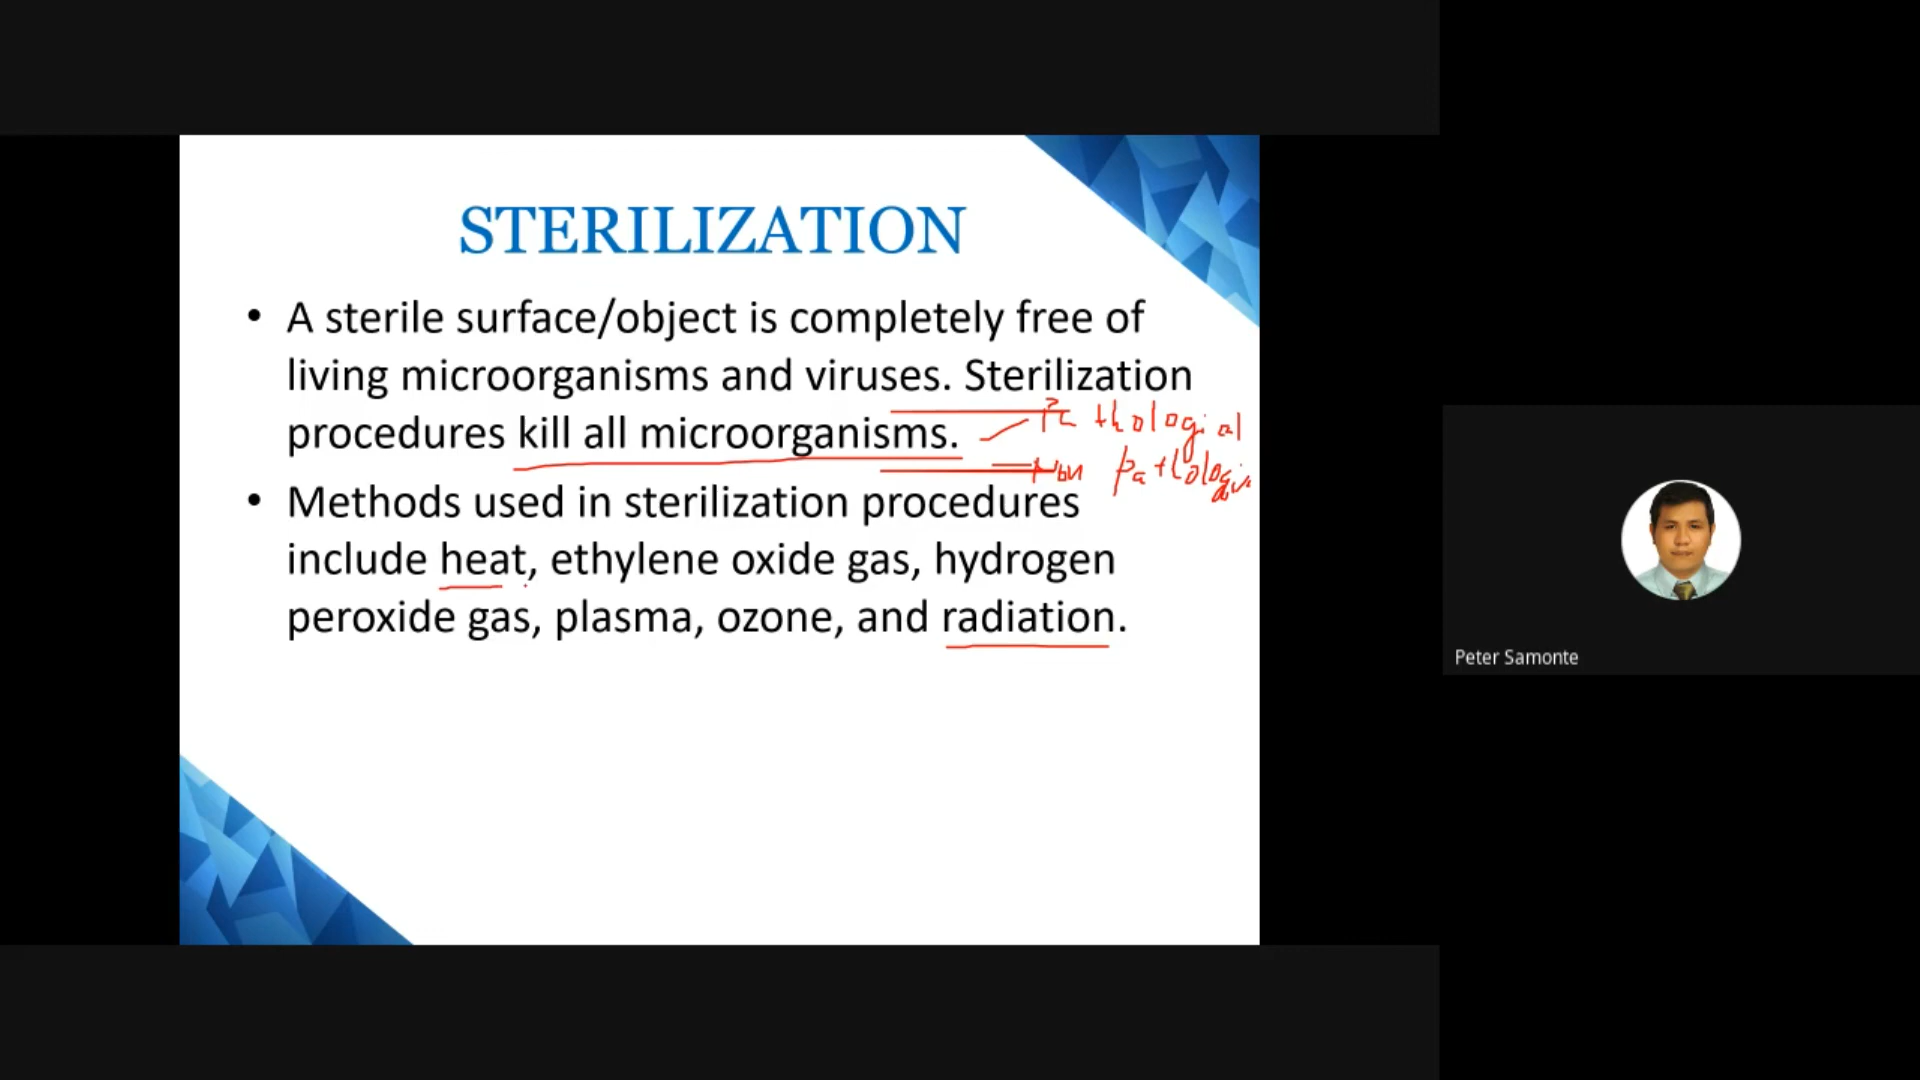 STERILIZATION
• A sterile surface/object is completely free of
living microorganisms and viruses. Sterilization
procedures kill all microorganisms.
Pathological
Non pathologic
• Methods used in sterilization procedures
include heat, ethylene oxide gas, hydrogen
peroxide gas, plasma, ozone, and radiation.
Peter Samonte